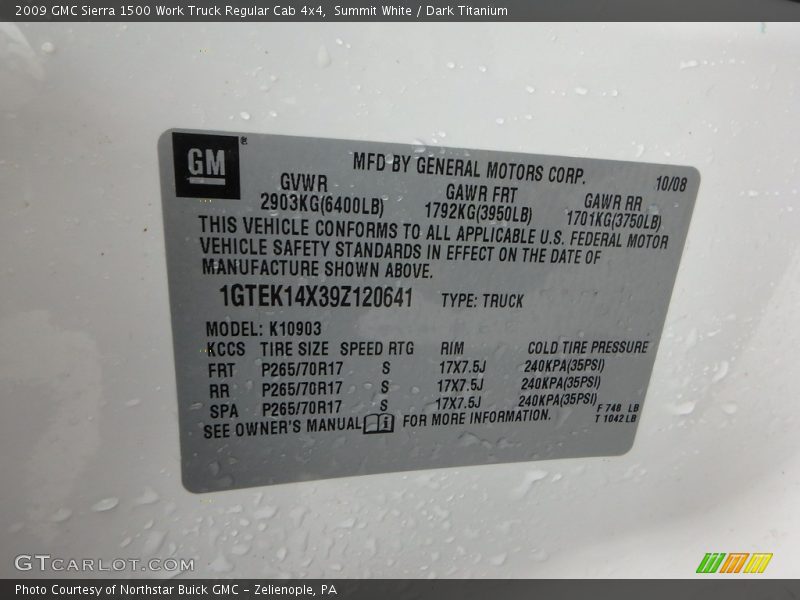 2009 GMC Sierra 1500 Work Truck Regular Cab 4x4, Summit White / Dark Titanium
GM®
MFD BY GENERAL MOTORS CORP. 10/08
GVWR GAWR FRT GAWR RR
2903KG(6400LB) 1792KG(3950LB) 1701KG(3750LB)
THIS VEHICLE CONFORMS TO ALL APPLICABLE U.S. FEDERAL MOTOR
VEHICLE SAFETY STANDARDS IN EFFECT ON THE DATE OF
MANUFACTURE SHOWN ABOVE.
1GTEK14X39Z120641 TYPE: TRUCK
MODEL: K10903
KCCS TIRE SIZE SPEED RTG RIM COLD TIRE PRESSURE
FRT P265/70R17 S 17X7.5J 240KPA(35PSI)
RR P265/70R17 S 17X7.5J 240KPA(35PSI)
SPA P265/70R17 S 17X7.5J 240KPA(35PSI)
F 748 LB
T 1042 LB
SEE OWNER'S MANUAL FOR MORE INFORMATION.
GTCARLOT.COM
Photo Courtesy of Northstar Buick GMC - Zelienople, PA